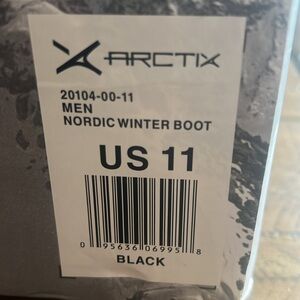 ARCTIX
20104-00-11
MEN
NORDIC WINTER BOOT
US 11
0 95636 06995 8
BLACK